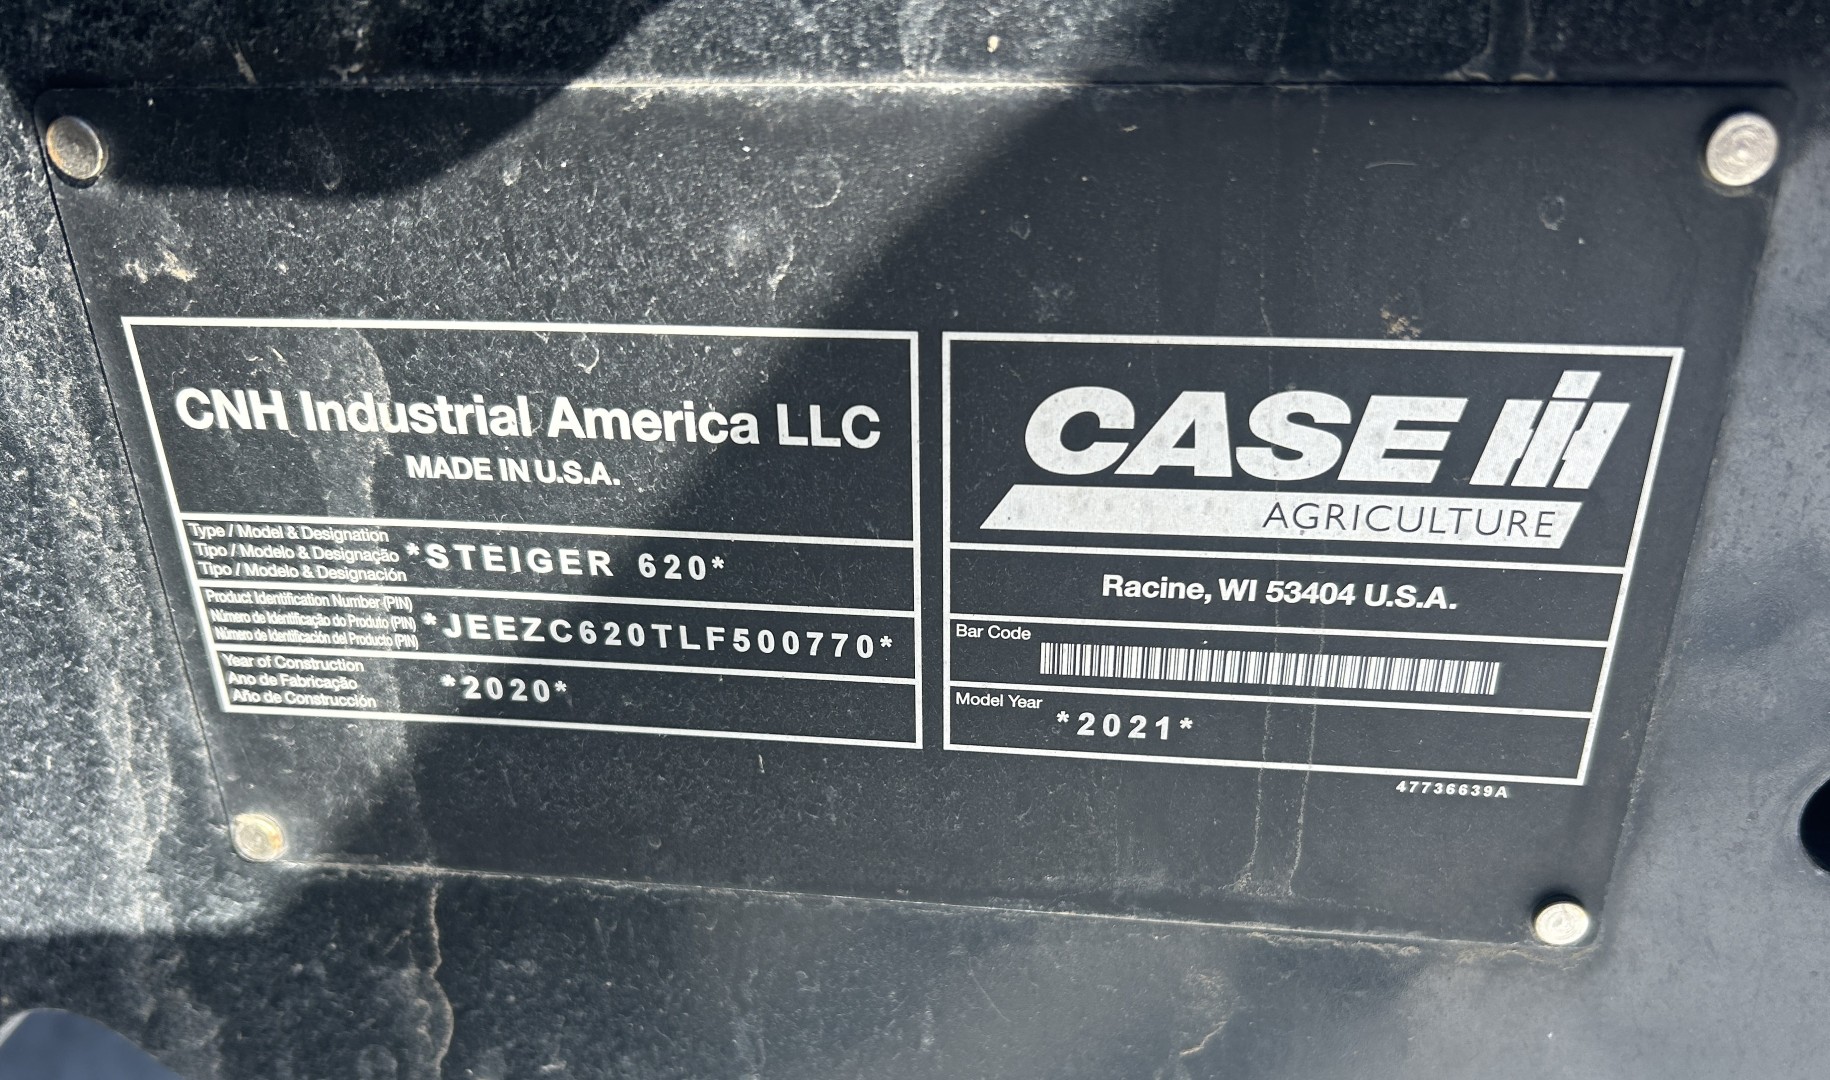 CNH Industrial America LLC
MADE IN U.S.A.
Type / Model & Designation
Tipo / Modelo & Designação
Tipo / Modelo & Designación
*STEIGER 620*
Product Identification Number (PIN)
Número de Identificação do Produto (PIN)
Número de Identificación del Producto (PIN)
*JEEZC620TLF500770*
Year of Construction
Ano de Fabricação
Año de Construcción
*2020*
CASE IH
AGRICULTURE
Racine, WI 53404 U.S.A.
Bar Code
Model Year
*2021*
47736639A